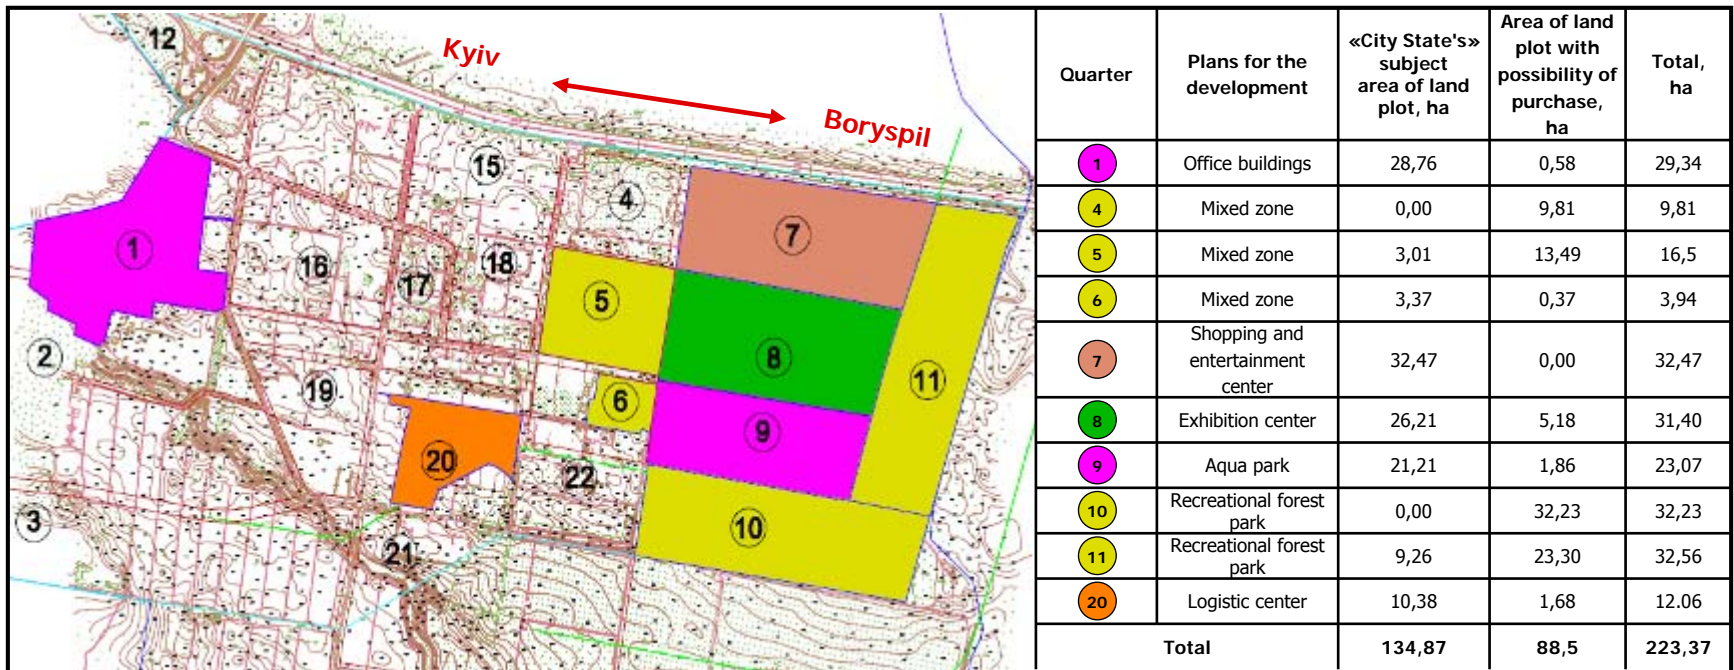 Kyiv
Boryspil
12
15
4
7
1
16
17
18
5
8
11
2
19
6
9
20
22
10
3
21
Quarter
Plans for the
development
«City State's»
subject
area of land
plot, ha
Area of land
plot with
possibility of
purchase,
ha
Total,
ha
1 Office buildings 28,76 0,58 29,34
4 Mixed zone 0,00 9,81 9,81
5 Mixed zone 3,01 13,49 16,5
6 Mixed zone 3,37 0,37 3,94
Shopping and
entertainment
center
7 32,47 0,00 32,47
8 Exhibition center 26,21 5,18 31,40
9 Aqua park 21,21 1,86 23,07
Recreational forest
park
10 0,00 32,23 32,23
Recreational forest
park
11 9,26 23,30 32,56
20 Logistic center 10,38 1,68 12.06
Total 134,87 88,5 223,37